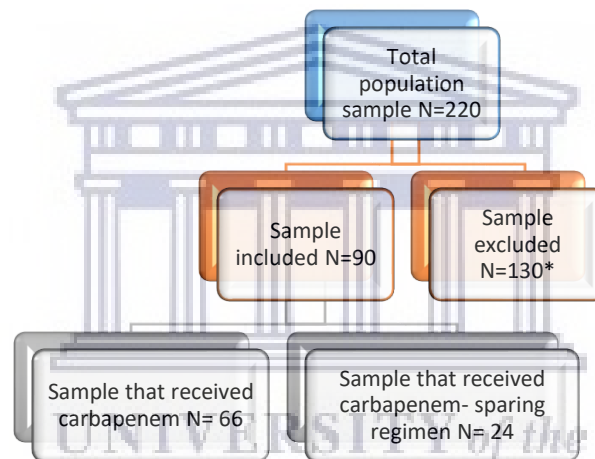 Total
population
sample N=220
Sample
included N=90
Sample
excluded
N=130*
Sample that received
carbapenem N= 66
Sample that received
carbapenem- sparing
regimen N= 24
UNIVERSITY of the